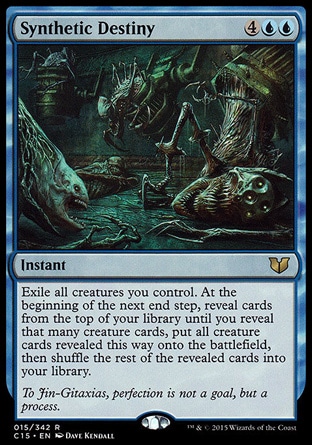 Synthetic Destiny 4
Instant
Exile all creatures you control. At the
beginning of the next end step, reveal cards
from the top of your library until you reveal
that many creature cards, put all creature
cards revealed this way onto the battlefield,
then shuffle the rest of the revealed cards into
your library.
To Jin-Gitaxias, perfection is not a goal, but a
process.
015/342 R
C15 • EN Dave Kendall
™ & © 2015 Wizards of the Coast